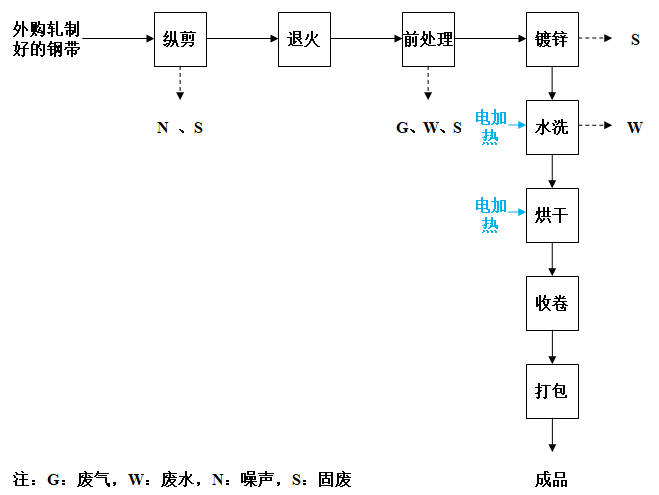 外购轧制
好的钢带
纵剪
退火
前处理
镀锌
S
N 、S
G、W、S
电加
热
水洗
W
电加
热
烘干
收卷
打包
注：G：废气，W：废水，N：噪声，S：固废
成品